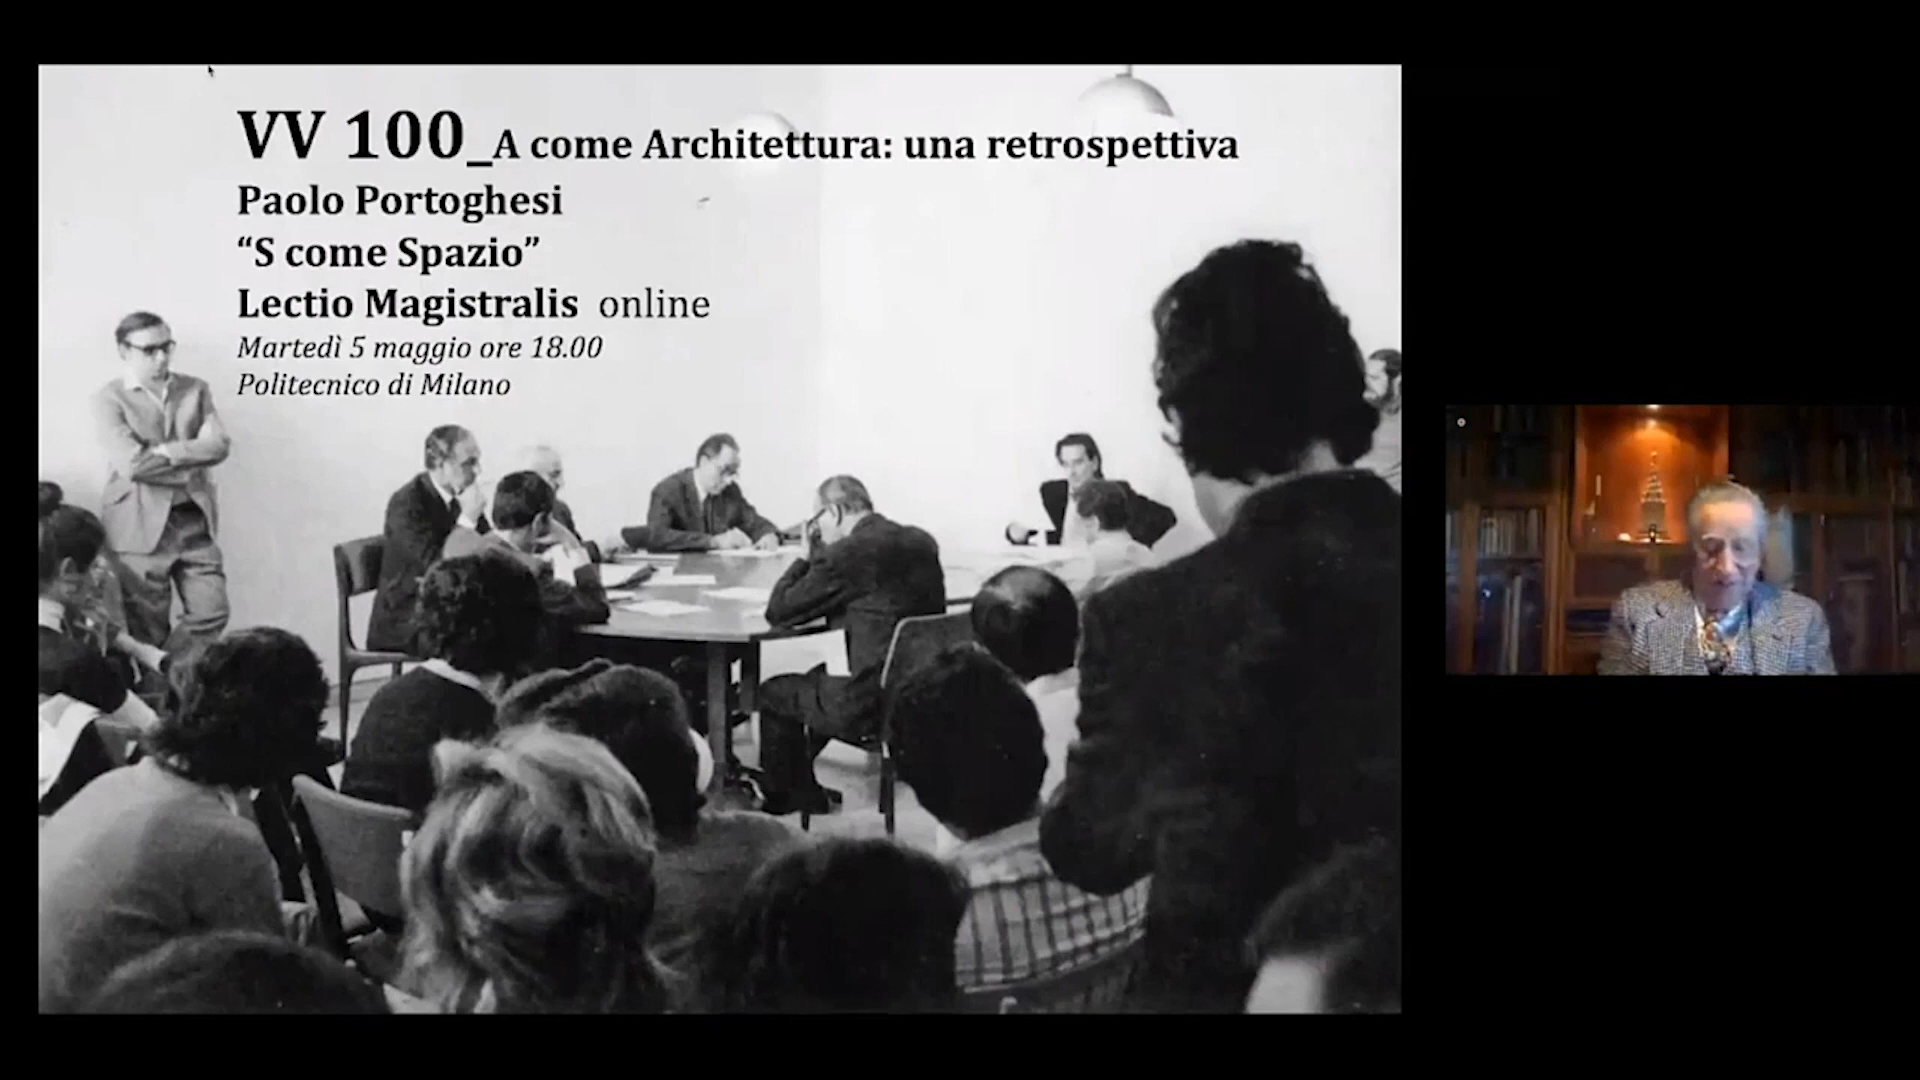 VV 100_A come Architettura: una retrospettiva
Paolo Portoghesi
“S come Spazio”
Lectio Magistralis online
Martedì 5 maggio ore 18.00
Politecnico di Milano